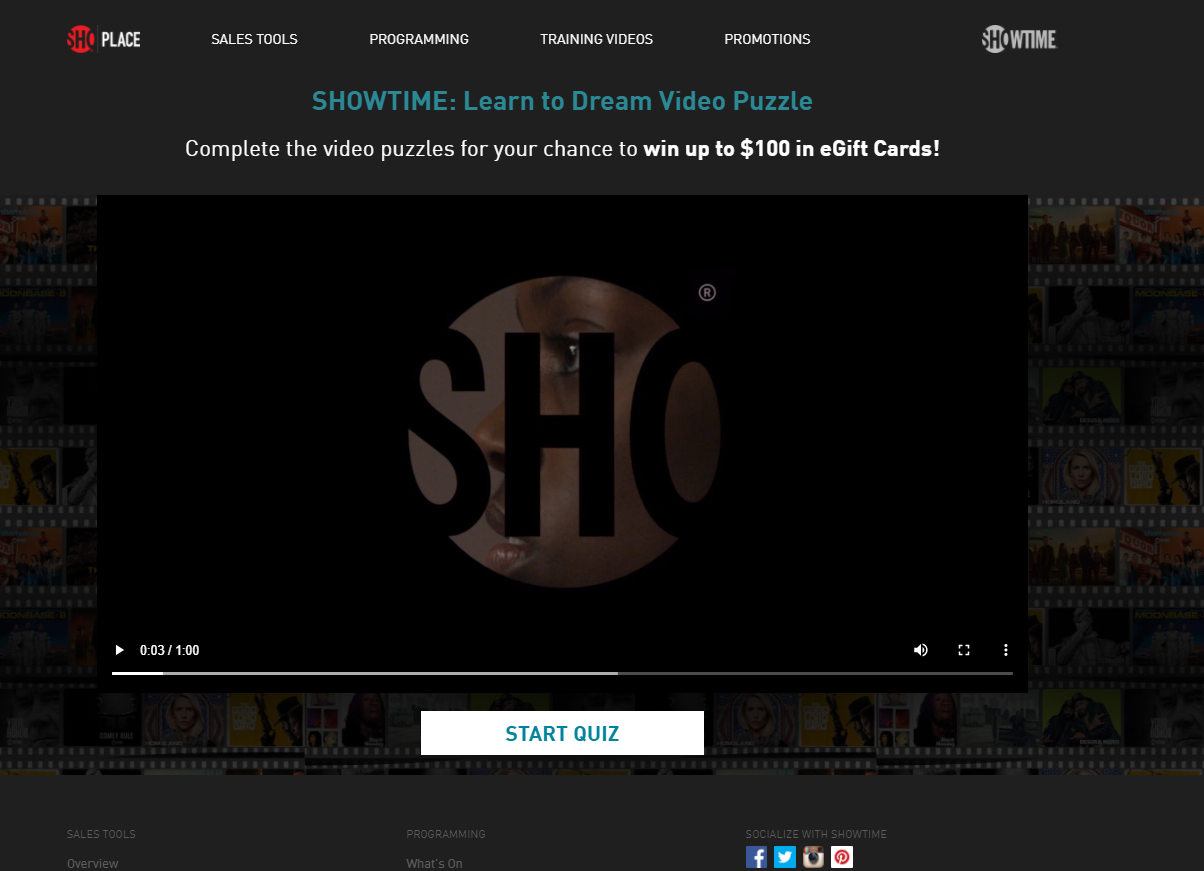 SHO PLACE
SALES TOOLS
PROGRAMMING
TRAINING VIDEOS
PROMOTIONS
SHOWTIME
SHOWTIME: Learn to Dream Video Puzzle
Complete the video puzzles for your chance to win up to $100 in eGift Cards!
SHO
®
0:03 / 1:00
START QUIZ
SALES TOOLS
PROGRAMMING
SOCIALIZE WITH SHOWTIME
Overview
What's On